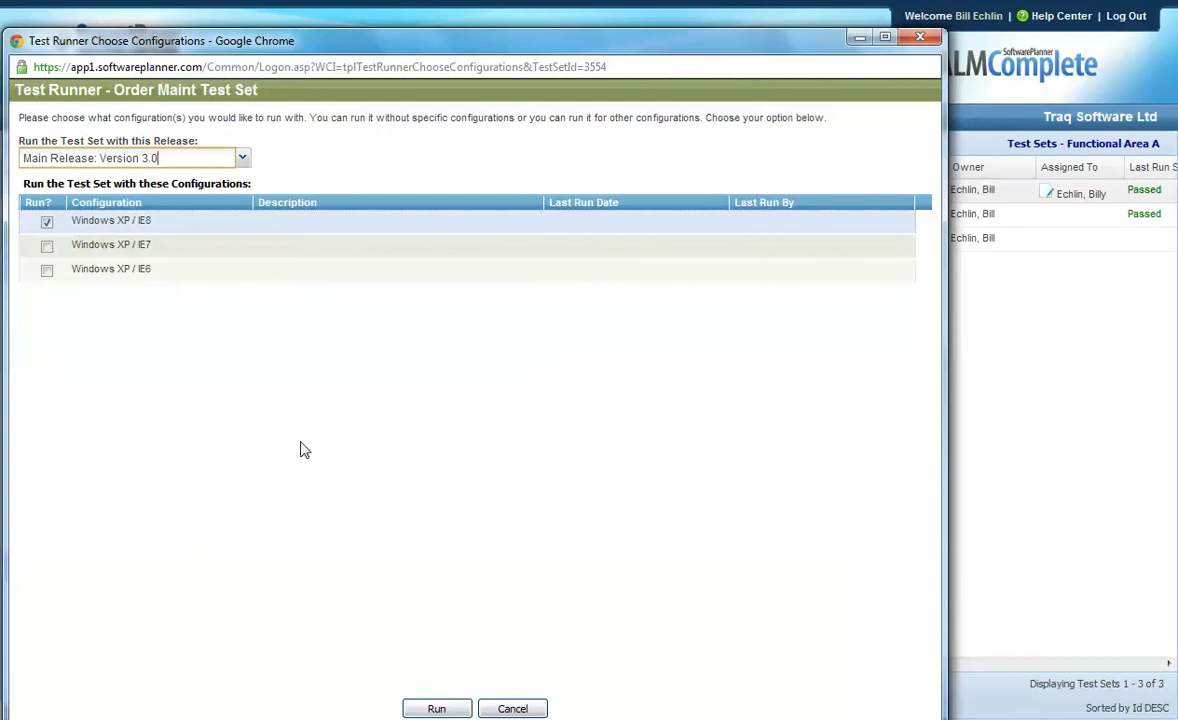 Welcome Bill Echlin | Help Center | Log Out
Test Runner Choose Configurations - Google Chrome
https://app1.softwareplanner.com/Common/Logon.asp?WCI=tplTestRunnerChooseConfigurations&TestSetId=3554
SoftwarePlanner
ALMComplete
Test Runner - Order Maint Test Set
Please choose what configuration(s) you would like to run with. You can run it without specific configurations or you can run it for other configurations. Choose your option below.
Traq Software Ltd
Run the Test Set with this Release:
Test Sets - Functional Area A
Main Release: Version 3.0
Owner Assigned To Last Run S
Run the Test Set with these Configurations:
Echlin, Bill Echlin, Billy Passed
Run? Configuration Description Last Run Date Last Run By
Windows XP / IE8
Echlin, Bill Passed
Windows XP / IE7
Echlin, Bill
Windows XP / IE6
Displaying Test Sets 1 - 3 of 3
Run Cancel
Sorted by Id DESC